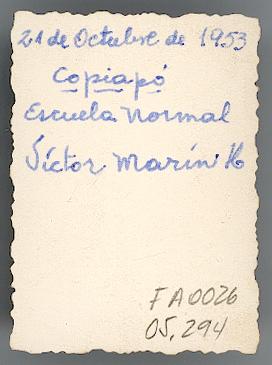 21 de Octubre de 1953
Copiapó
Escuela Normal
Víctor Marín H
FA0026
05.294